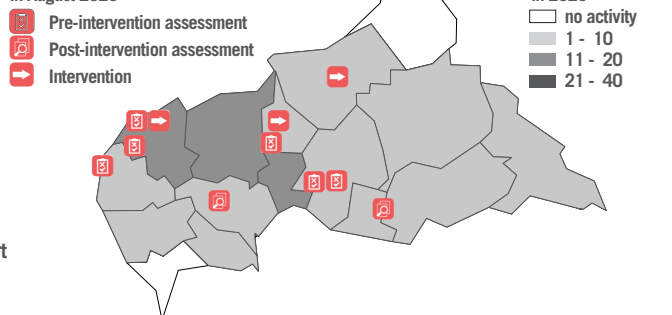 Pre-intervention assessment
Post-intervention assessment
Intervention
no activity
1 - 10
11 - 20
21 - 40